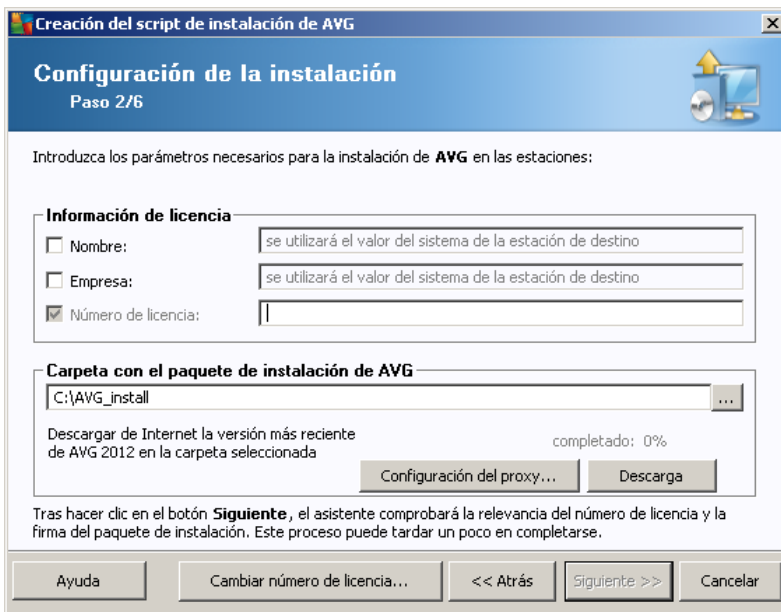 Creación del script de instalación de AVG
Configuración de la instalación
Paso 2/6
Introduzca los parámetros necesarios para la instalación de AVG en las estaciones:
Información de licencia
Nombre: se utilizará el valor del sistema de la estación de destino
Empresa: se utilizará el valor del sistema de la estación de destino
Número de licencia:
Carpeta con el paquete de instalación de AVG
C:\AVG_install ...
Descargar de Internet la versión más reciente
de AVG 2012 en la carpeta seleccionada
completado: 0%
Configuración del proxy... Descarga
Tras hacer clic en el botón Siguiente, el asistente comprobará la relevancia del número de licencia y la
firma del paquete de instalación. Este proceso puede tardar un poco en completarse.
Ayuda Cambiar número de licencia... << Atrás Siguiente >> Cancelar